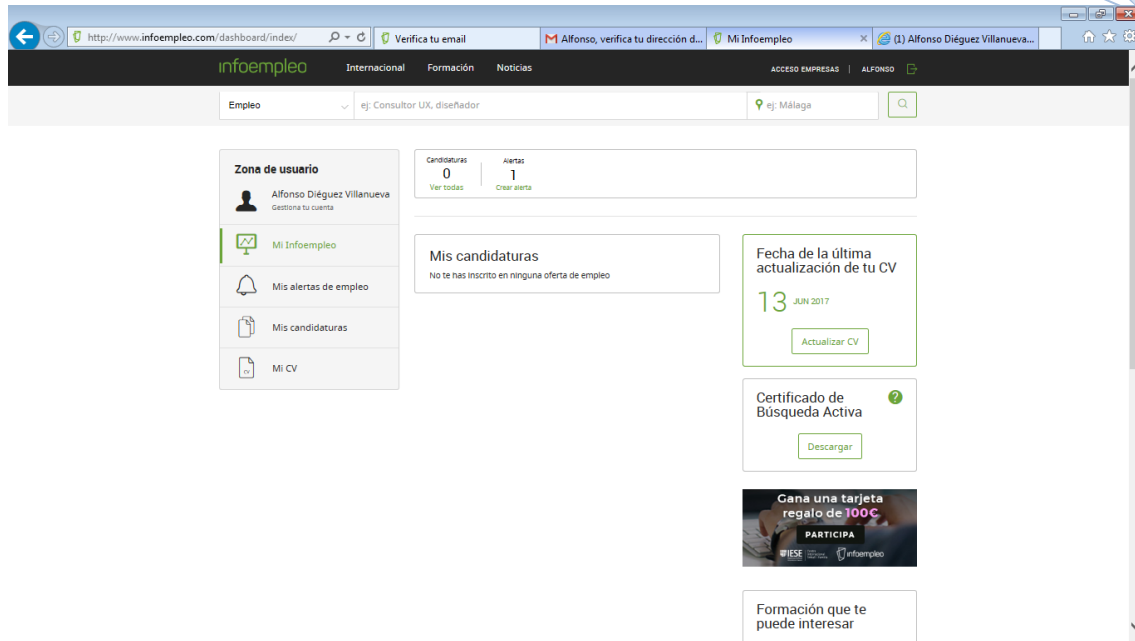 http://www.infoempleo.com/dashboard/index/
Verifica tu email
Alfonso, verifica tu dirección d...
Mi Infoempleo
(1) Alfonso Diéguez Villanueva...
infoempleo
Internacional
Formación
Noticias
ACCESO EMPRESAS | ALFONSO
Empleo
ej: Consultor UX, diseñador
ej: Málaga
Zona de usuario
Alfonso Diéguez Villanueva
Gestiona tu cuenta
Mi Infoempleo
Mis alertas de empleo
Mis candidaturas
CV
Mi CV
Candidaturas
0
Ver todas
Alertas
1
Crear alerta
Mis candidaturas
No te has inscrito en ninguna oferta de empleo
Fecha de la última
actualización de tu CV
13 JUN 2017
Actualizar CV
Certificado de
Búsqueda Activa
?
Descargar
Gana una tarjeta
regalo de 100€
PARTICIPA
IESE
infoempleo
Formación que te
puede interesar